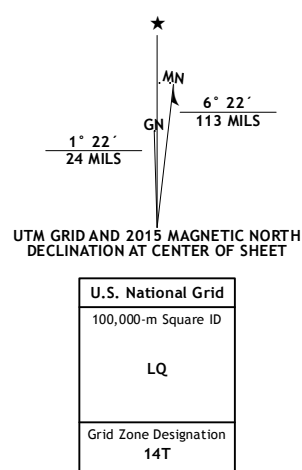 ★
MN
GN
6° 22´
113 MILS
1° 22´
24 MILS
UTM GRID AND 2015 MAGNETIC NORTH
DECLINATION AT CENTER OF SHEET
U.S. National Grid
100,000-m Square ID
LQ
Grid Zone Designation
14T